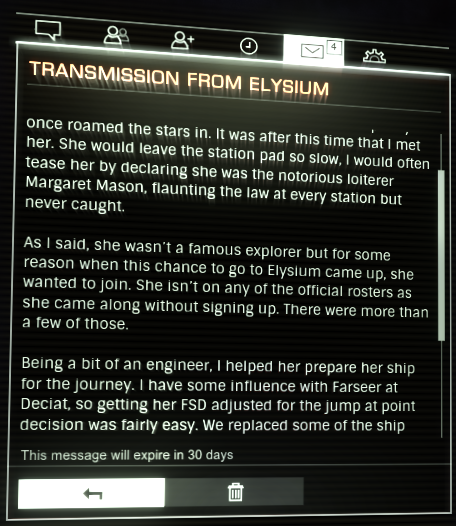 4
TRANSMISSION FROM ELYSIUM
once roamed the stars in. It was after this time that I met
her. She would leave the station pad so slow, I would often
tease her by declaring she was the notorious loiterer
Margaret Mason, flaunting the law at every station but
never caught.
As I said, she wasn't a famous explorer but for some
reason when this chance to go to Elysium came up, she
wanted to join. She isn't on any of the official rosters as
she came along without signing up. There were more than
a few of those.
Being a bit of an engineer, I helped her prepare her ship
for the journey. I have some influence with Farseer at
Deciat, so getting her FSD adjusted for the jump at point
decision was fairly easy. We replaced some of the ship
This message will expire in 30 days